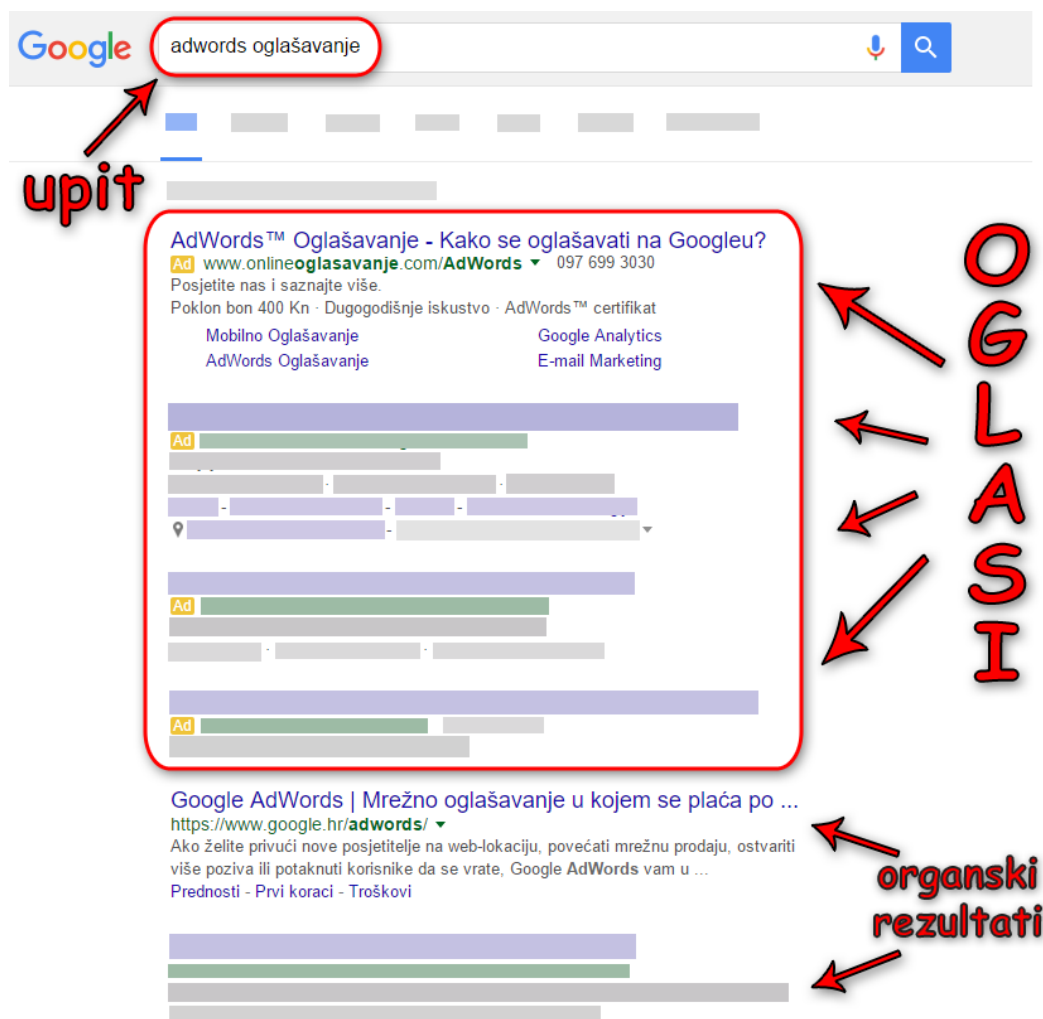 Google
adwords oglašavanje
upit
AdWords™ Oglašavanje - Kako se oglašavati na Googleu?
Ad www.onlineoglasavanje.com/AdWords 097 699 3030
Posjetite nas i saznajte više.
Poklon bon 400 Kn · Dugogodišnje iskustvo · AdWords™ certifikat
Mobilno Oglašavanje Google Analytics
AdWords Oglašavanje E-mail Marketing
Ad
Ad
Ad
OGLASI
Google AdWords | Mrežno oglašavanje u kojem se plaća po ...
https://www.google.hr/adwords/
Ako želite privući nove posjetitelje na web-lokaciju, povećati mrežnu prodaju, ostvariti
više poziva ili potaknuti korisnike da se vrate, Google AdWords vam u ...
Prednosti - Prvi koraci - Troškovi
organski
rezultati